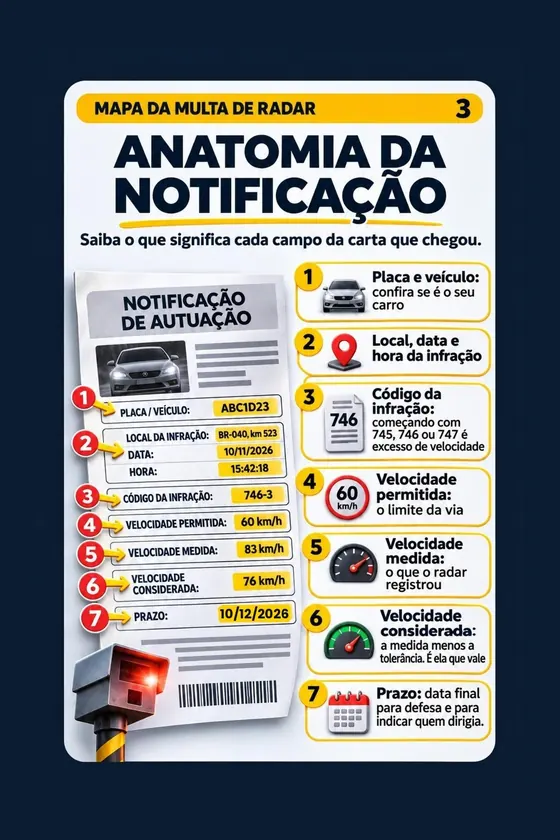 MAPA DA MULTA DE RADAR 3
ANATOMIA DA
NOTIFICAÇÃO
Saiba o que significa cada campo da carta que chegou.
NOTIFICAÇÃO
DE AUTUAÇÃO
1 PLACA / VEÍCULO: ABC1D23
2 LOCAL DA INFRAÇÃO: BR-040, km 523
DATA: 10/11/2026
HORA: 15:42:18
3 CÓDIGO DA INFRAÇÃO: 746-3
4 VELOCIDADE PERMITIDA: 60 km/h
5 VELOCIDADE MEDIDA: 83 km/h
6 VELOCIDADE
CONSIDERADA: 76 km/h
7 PRAZO: 10/12/2026
1 Placa e veículo:
confira se é o seu
carro
2 Local, data e
hora da infração
3 746 Código da
infração:
começando com
745, 746 ou 747 é
excesso de velocidade
4 60
km/h
Velocidade
permitida:
o limite da via
5 Velocidade
medida:
o que o radar
registrou
6 Velocidade
considerada:
a medida menos a
tolerância. É ela que vale
7 Prazo: data final
para defesa e para
indicar quem dirigia.